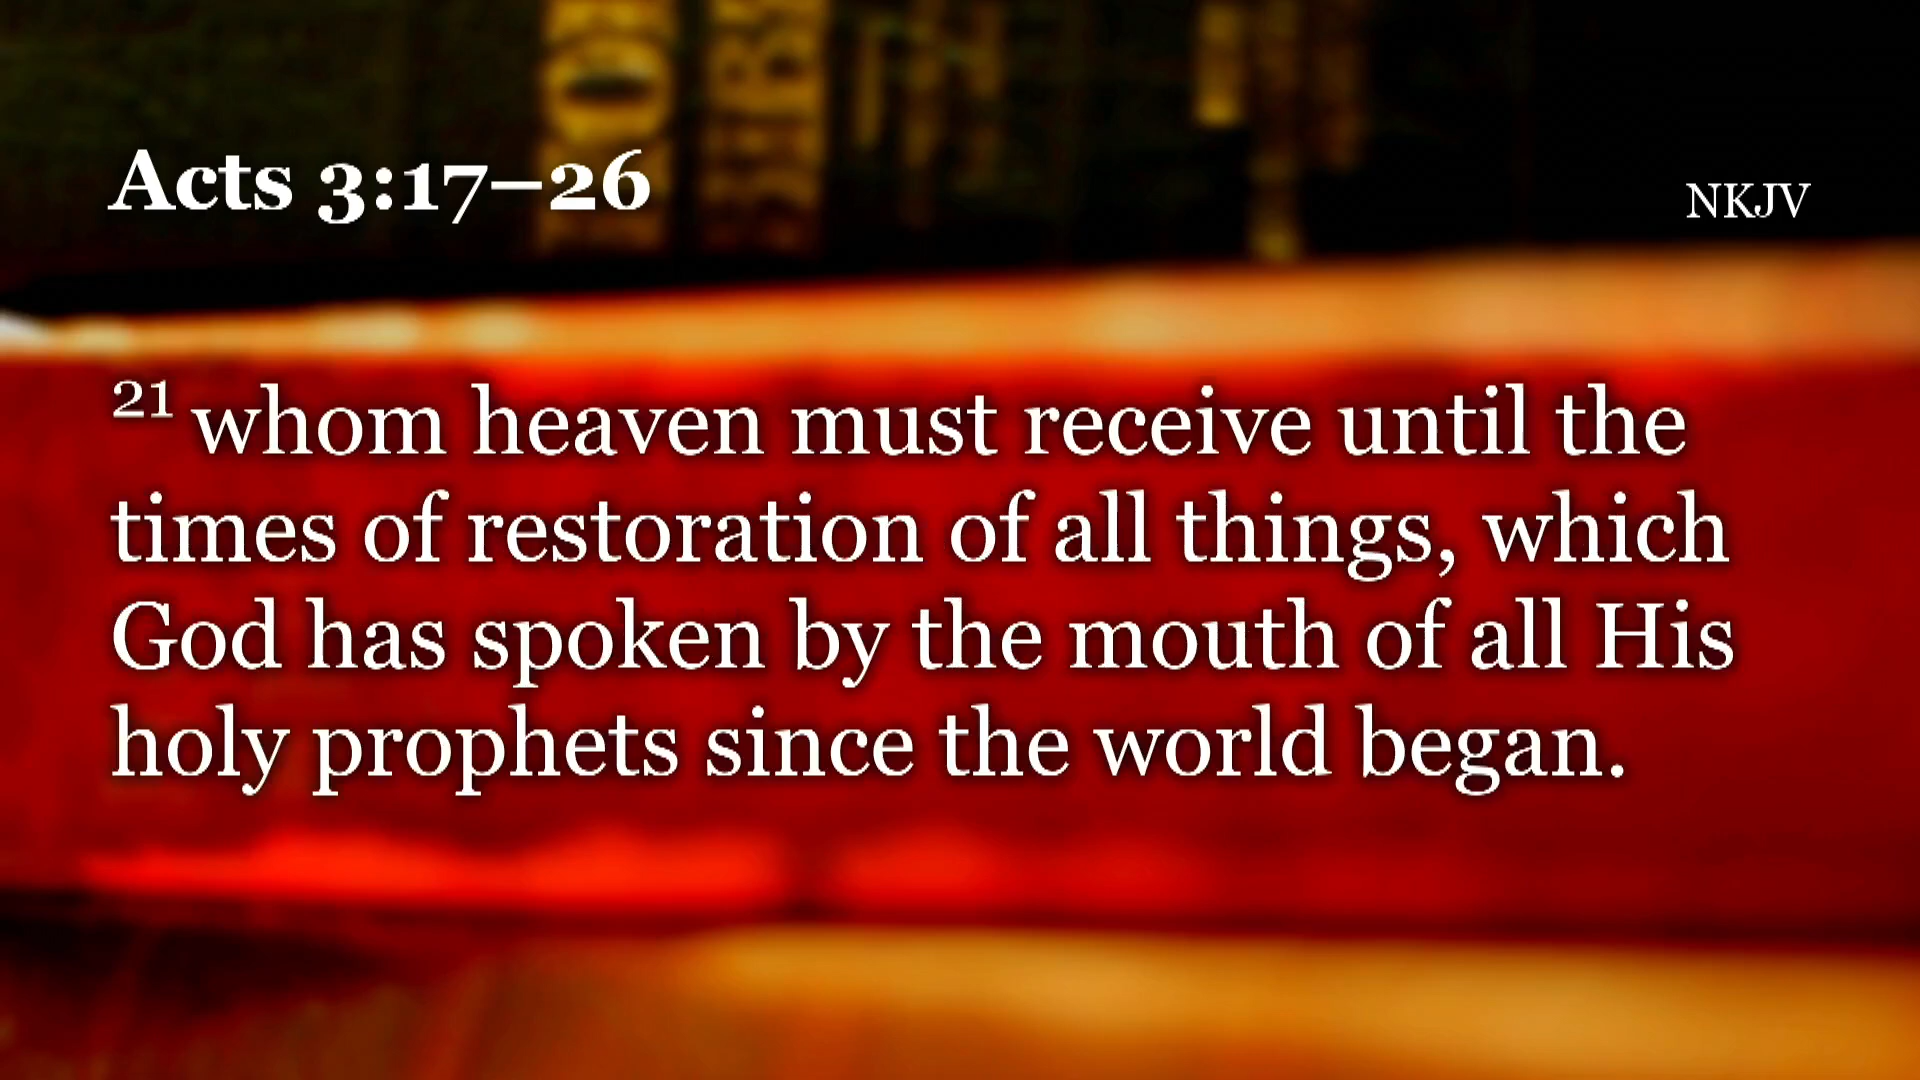 Acts 3:17–26
NKJV
21 whom heaven must receive until the
times of restoration of all things, which
God has spoken by the mouth of all His
holy prophets since the world began.